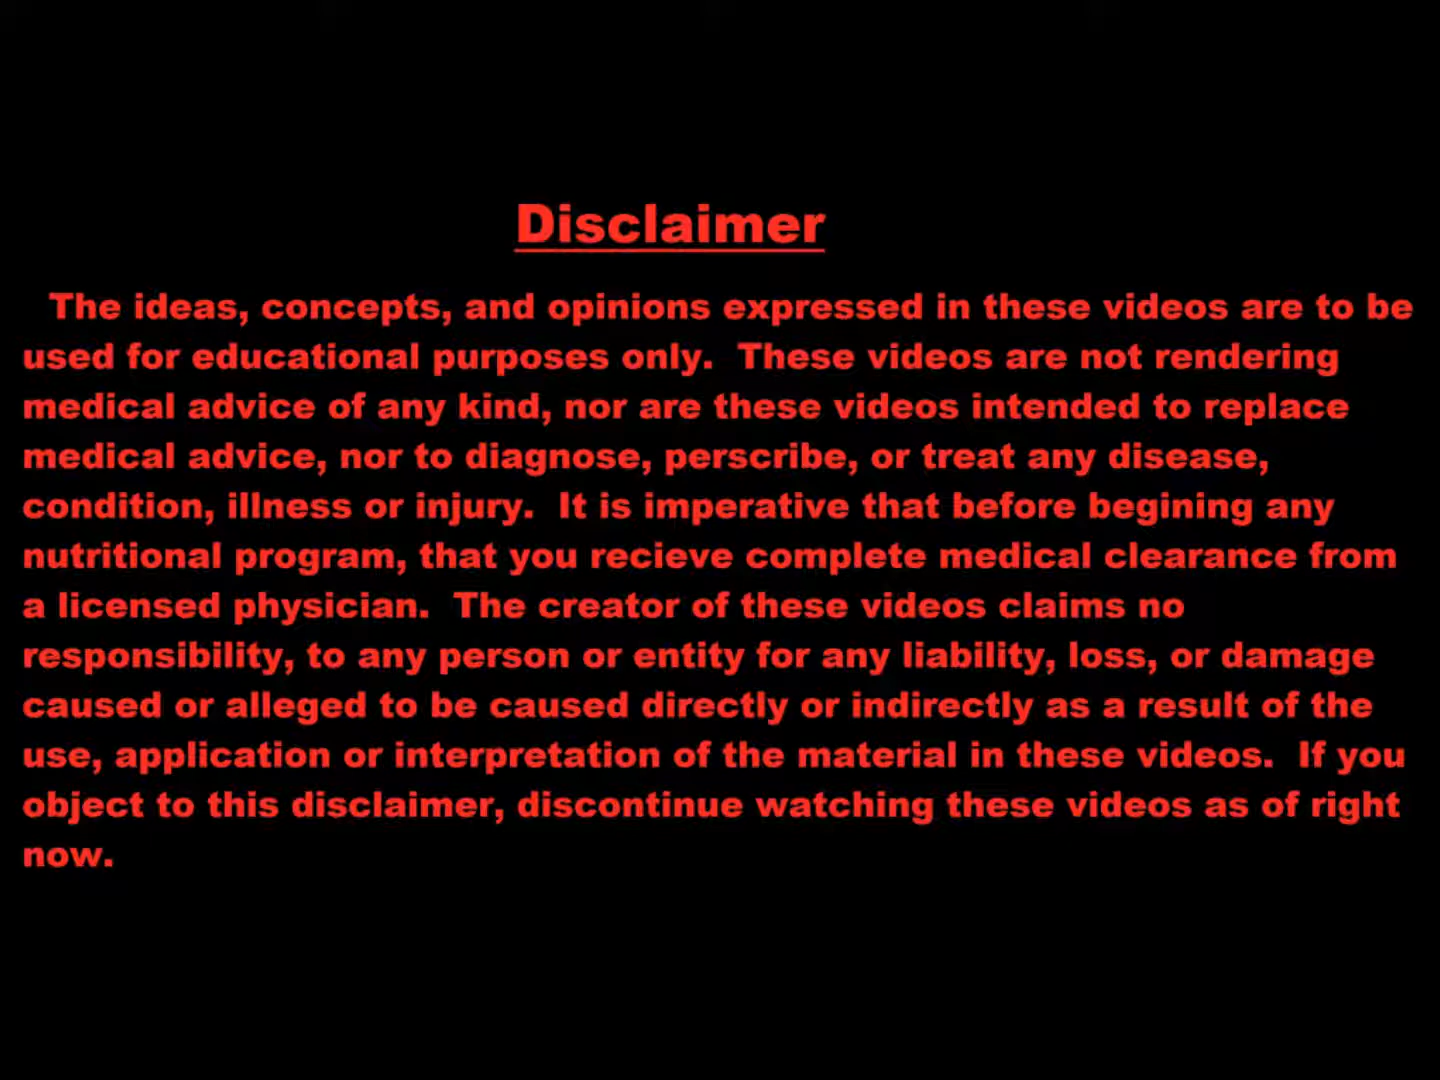 Disclaimer
The ideas, concepts, and opinions expressed in these videos are to be
used for educational purposes only.  These videos are not rendering
medical advice of any kind, nor are these videos intended to replace
medical advice, nor to diagnose, perscribe, or treat any disease,
condition, illness or injury.  It is imperative that before begining any
nutritional program, that you recieve complete medical clearance from
a licensed physician.  The creator of these videos claims no
responsibility, to any person or entity for any liability, loss, or damage
caused or alleged to be caused directly or indirectly as a result of the
use, application or interpretation of the material in these videos.  If you
object to this disclaimer, discontinue watching these videos as of right
now.